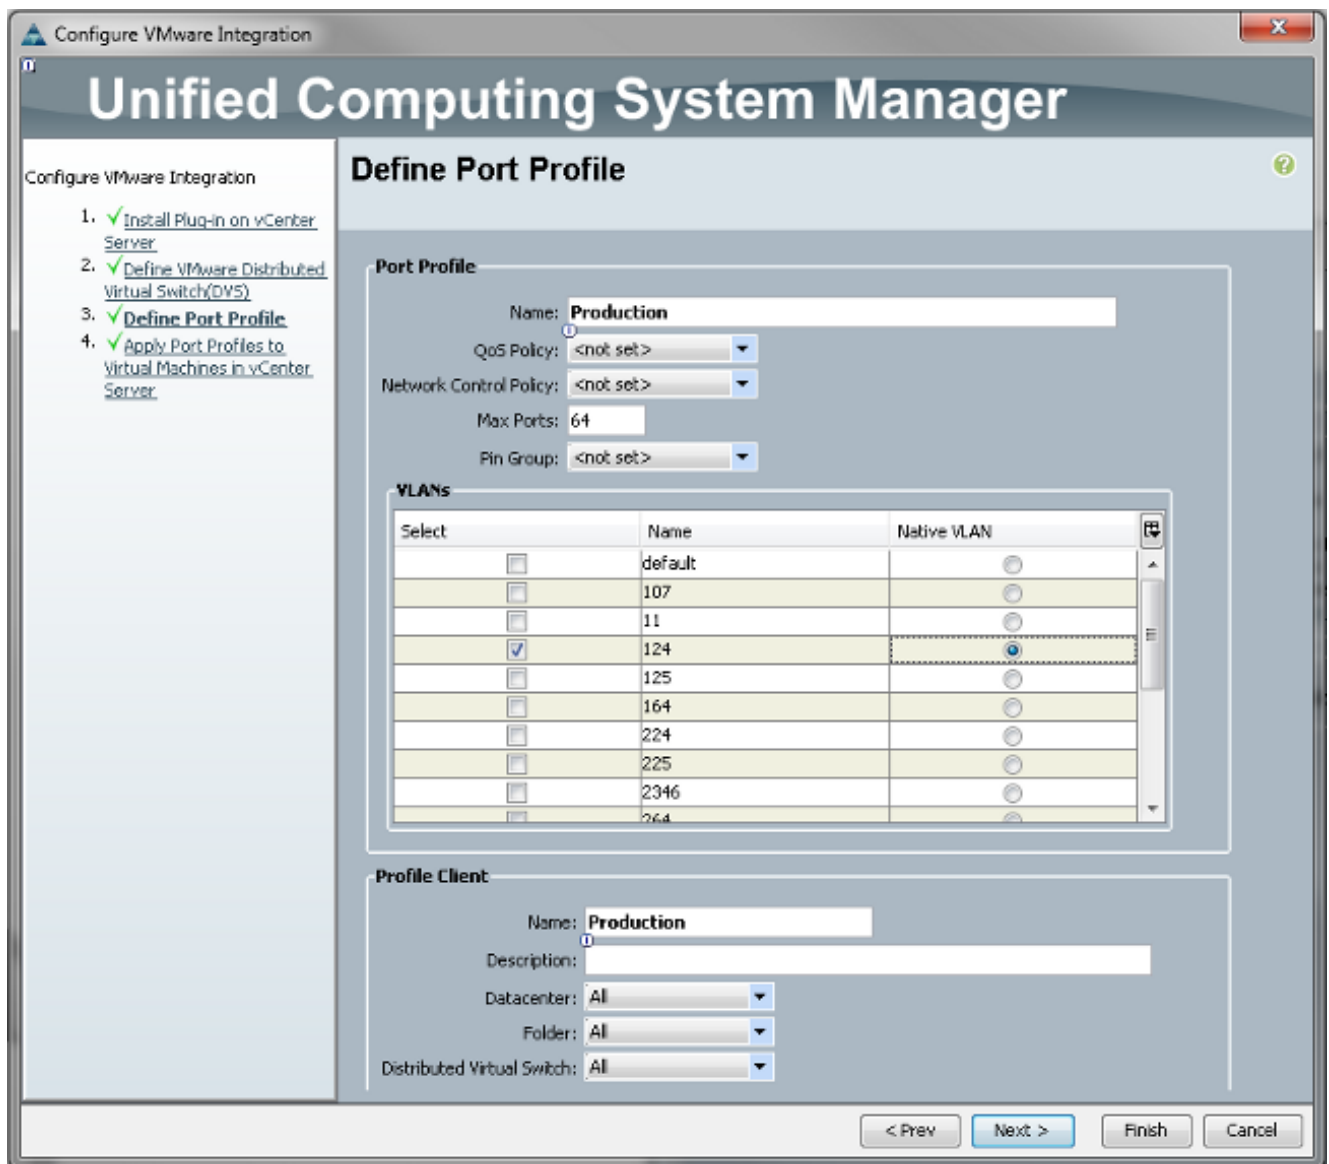 Configure VMware Integration
Unified Computing System Manager
Configure VMware Integration
1. Install Plug-in on vCenter
Server
2. Define VMware Distributed
Virtual Switch(DVS)
3. Define Port Profile
4. Apply Port Profiles to
Virtual Machines in vCenter
Server
Define Port Profile
Port Profile
Name: Production
QoS Policy: <not set>
Network Control Policy: <not set>
Max Ports: 64
Pin Group: <not set>
VLANs
Select Name Native VLAN
default
107
11
124
125
164
224
225
2346
264
Profile Client
Name: Production
Description:
Datacenter: All
Folder: All
Distributed Virtual Switch: All
< Prev Next > Finish Cancel